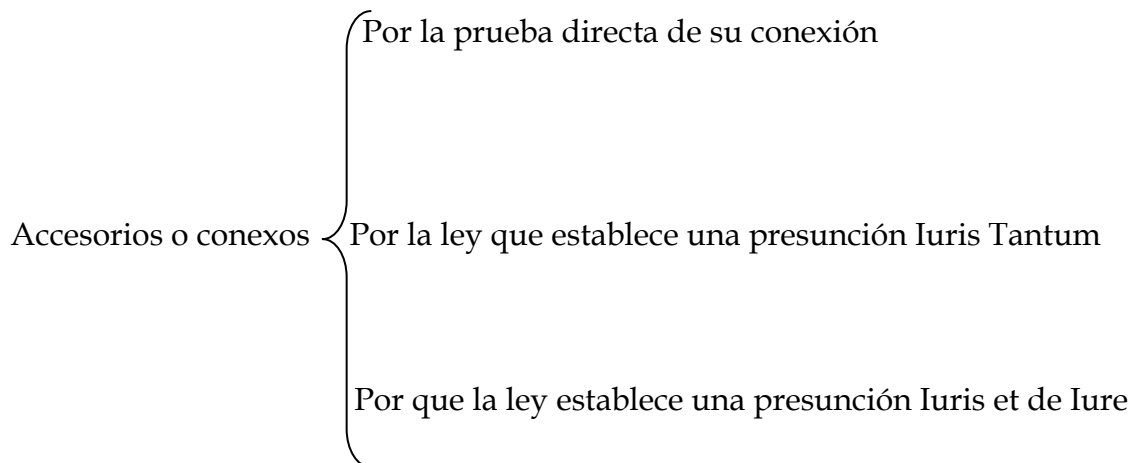 Por la prueba directa de su conexión
Accesorios o conexos
Por la ley que establece una presunción Iuris Tantum
Por que la ley establece una presunción Iuris et de Iure